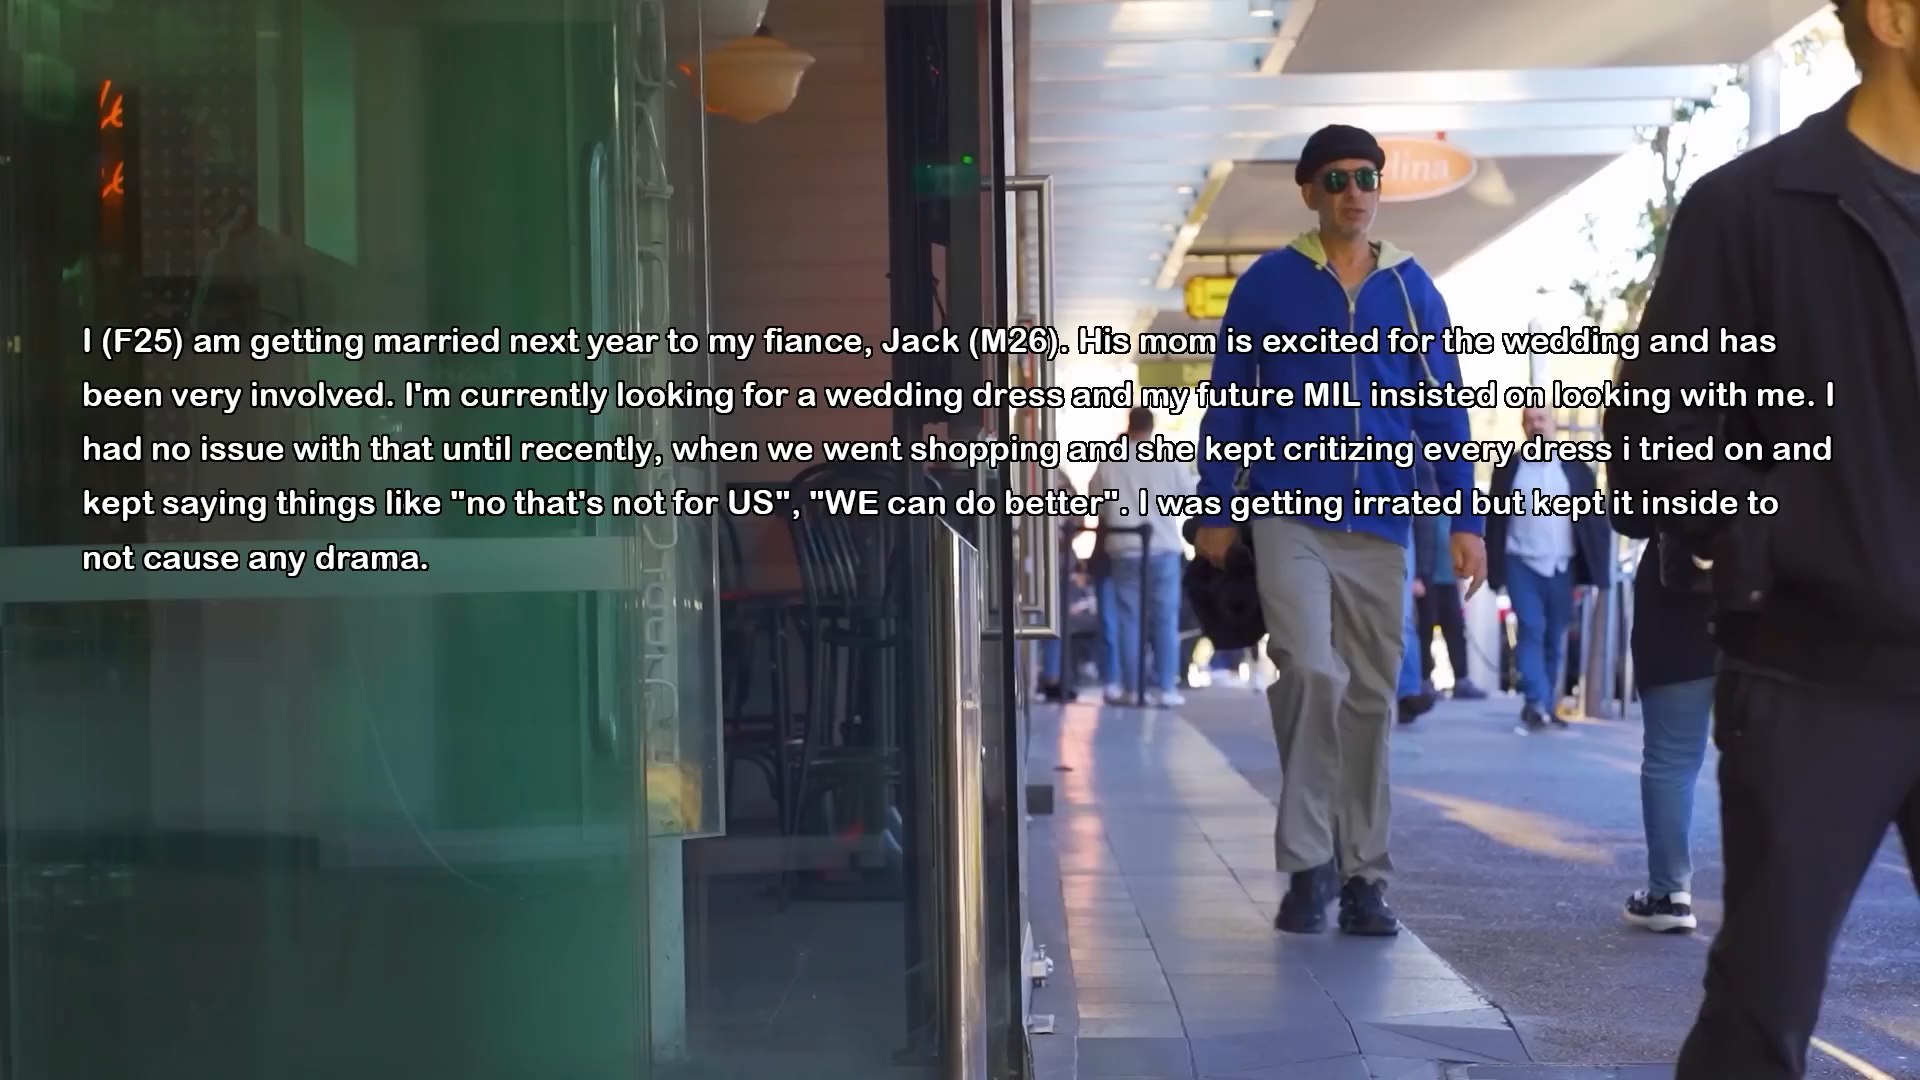 I (F25) am getting married next year to my fiance, Jack (M26). His mom is excited for the wedding and has
been very involved. I'm currently looking for a wedding dress and my future MIL insisted on looking with me. I
had no issue with that until recently, when we went shopping and she kept critizing every dress i tried on and
kept saying things like "no that's not for US", "WE can do better". I was getting irrated but kept it inside to
not cause any drama.